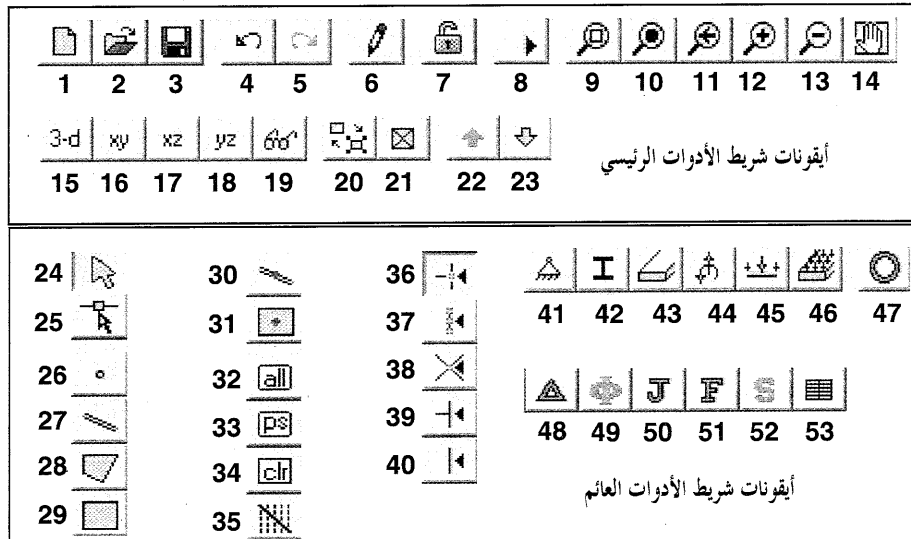 1 2 3 4 5 6 7 8 9 10 11 12 13 14
3-d xy xz yz
15 16 17 18 19 20 21 22 23
أيقونات شريط الأدوات الرئيسي
24 30 36
25 31 37
41 42 43 44 45 46 47
26 32 all 38
27 33 ps 39
J F S
48 49 50 51 52 53
28 34 clr 40
29 35
أيقونات شريط الأدوات العائم